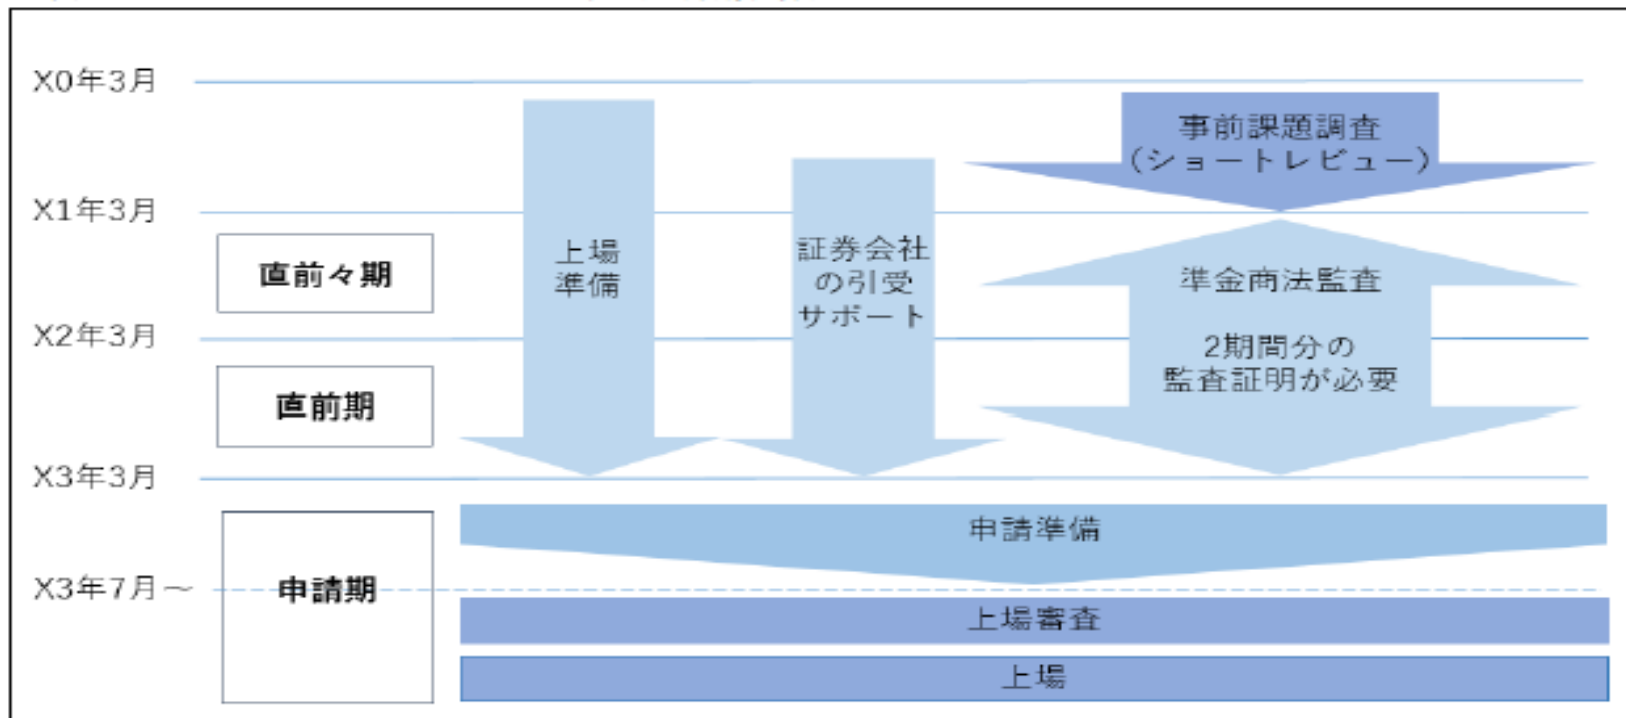 X0年3月
事前課題調査
(ショートレビュー)
X1年3月
直前々期
上場
準備
証券会社
の引受
サポート
準金商法監査
X2年3月
2期間分の
監査証明が必要
直前期
X3年3月
申請準備
X3年7月～
申請期
上場審査
上場